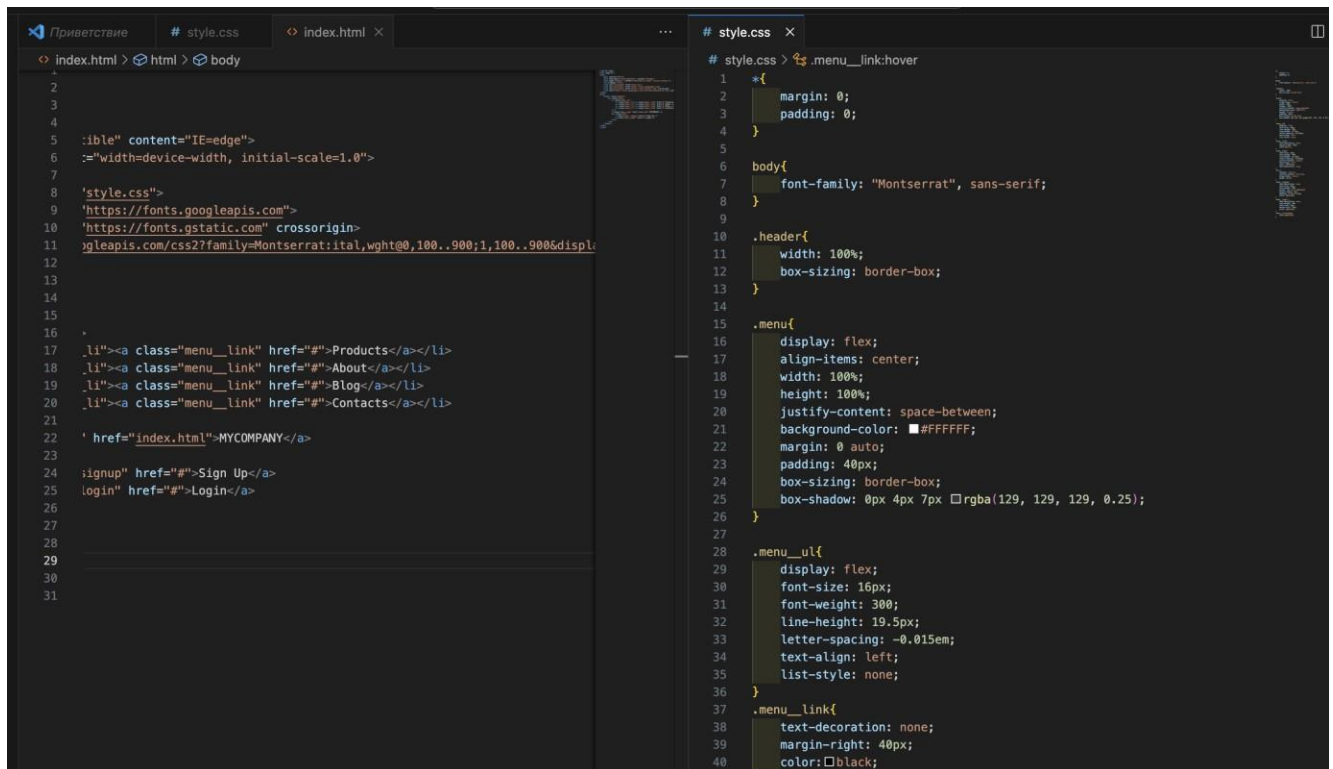 Приветствие # style.css <> index.html × ...
<> index.html > html > body
1
2
3
4
5 :ible" content="IE=edge">
6 :="width=device-width, initial-scale=1.0">
7
8 'style.css">
9 'https://fonts.googleapis.com">
10 'https://fonts.gstatic.com" crossorigin>
11 ogleapis.com/css2?family=Montserrat:ital,wght@0,100..900;1,100..900&displa
12
13
14
15
16 >
17 _li"><a class="menu__link" href="#">Products</a></li>
18 _li"><a class="menu__link" href="#">About</a></li>
19 _li"><a class="menu__link" href="#">Blog</a></li>
20 _li"><a class="menu__link" href="#">Contacts</a></li>
21
22 ' href="index.html">MYCOMPANY</a>
23
24 signup" href="#">Sign Up</a>
25 login" href="#">Login</a>
26
27
28
29
30
31
# style.css ×
# style.css > .menu__link:hover
1 *{
2 margin: 0;
3 padding: 0;
4 }
5
6 body{
7 font-family: "Montserrat", sans-serif;
8 }
9
10 .header{
11 width: 100%;
12 box-sizing: border-box;
13 }
14
15 .menu{
16 display: flex;
17 align-items: center;
18 width: 100%;
19 height: 100%;
20 justify-content: space-between;
21 background-color: #FFFFFF;
22 margin: 0 auto;
23 padding: 40px;
24 box-sizing: border-box;
25 box-shadow: 0px 4px 7px rgba(129, 129, 129, 0.25);
26 }
27
28 .menu__ul{
29 display: flex;
30 font-size: 16px;
31 font-weight: 300;
32 line-height: 19.5px;
33 letter-spacing: -0.015em;
34 text-align: left;
35 list-style: none;
36 }
37 .menu__link{
38 text-decoration: none;
39 margin-right: 40px;
40 color: black;